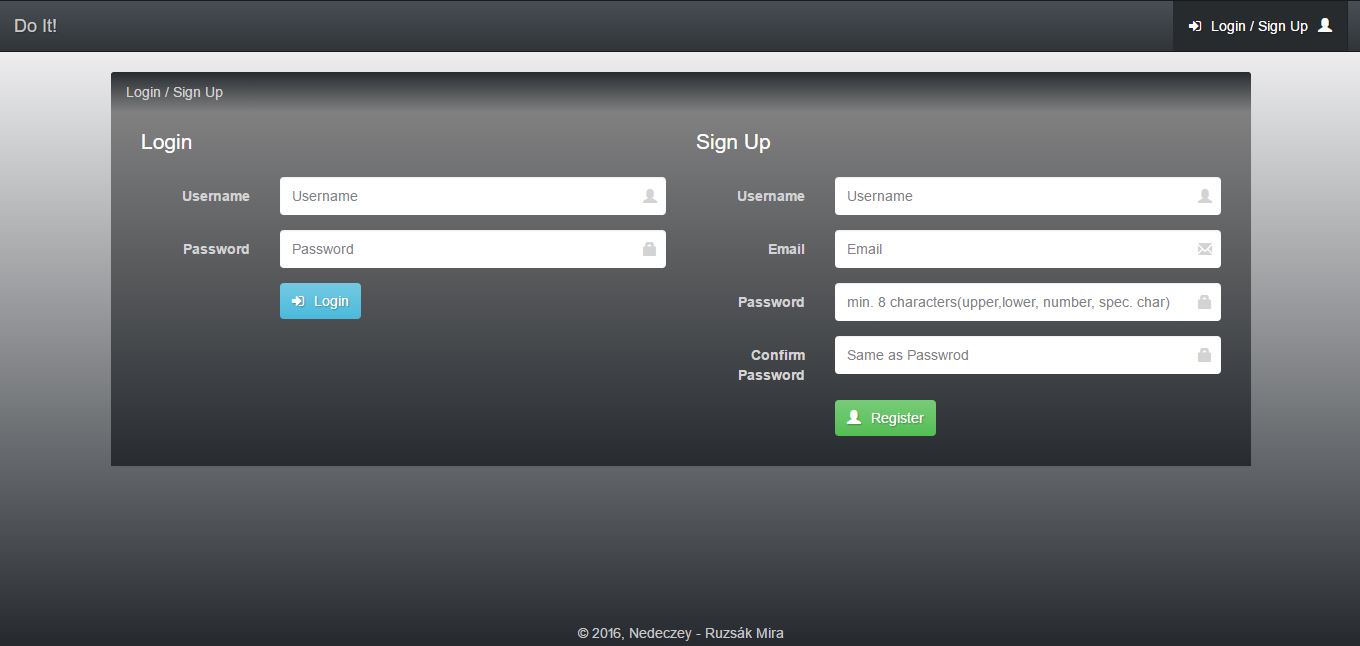 Do It!
Login / Sign Up
Login / Sign Up
Login
Username
Username
Password
Password
Login
Sign Up
Username
Username
Email
Email
Password
min. 8 characters(upper,lower, number, spec. char)
Confirm
Password
Same as Passwrod
Register
© 2016, Nedeczey - Ruzsák Mira